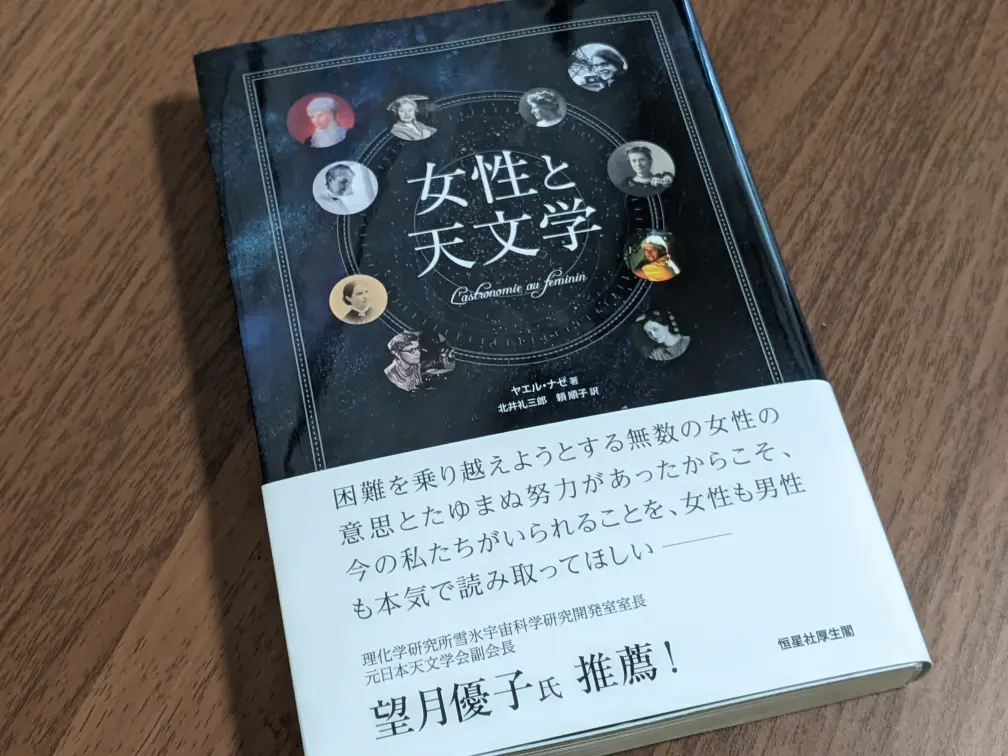 女性と
天文学
L'astronomie au féminin
ヤエル・ナゼ 著
北井礼三郎 頼 順子 訳
困難を乗り越えようとする無数の女性の
意思とたゆまぬ努力があったからこそ、
今の私たちがいられることを、女性も男性
も本気で読み取ってほしい――
理化学研究所雪氷宇宙科学研究開発室室長
元日本天文学会副会長
望月優子氏 推薦！
恒星社厚生閣